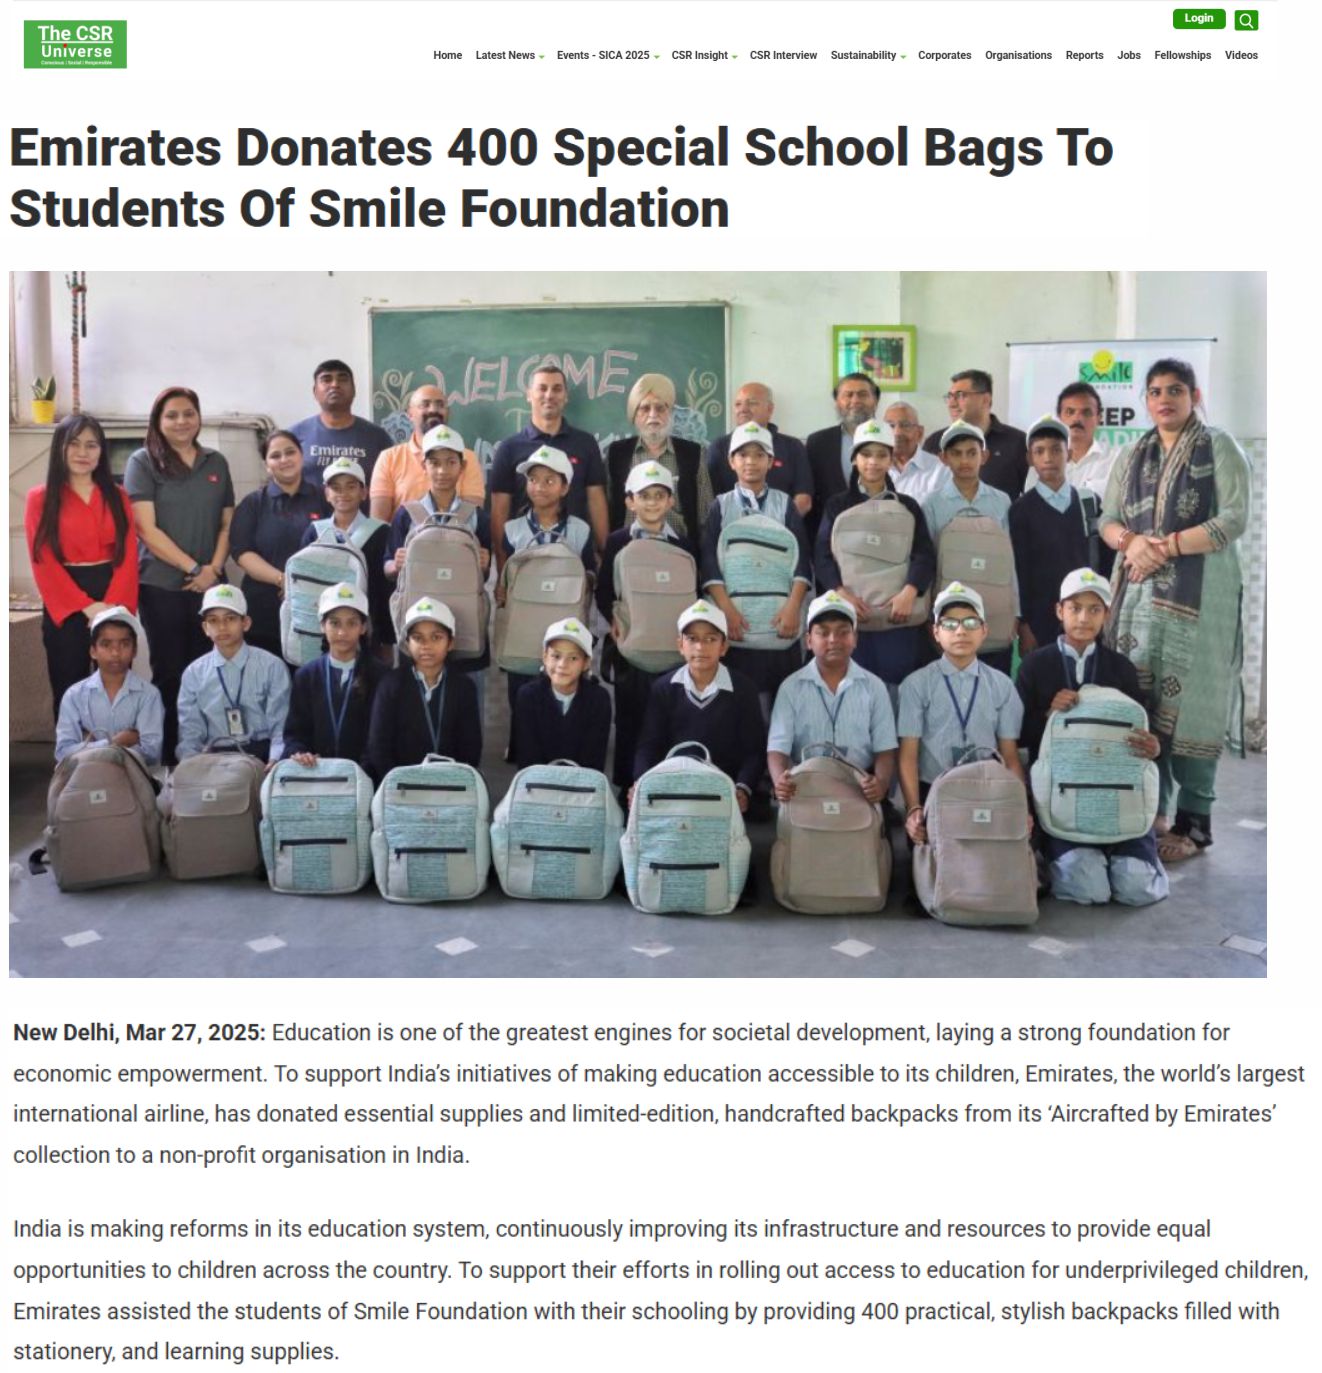 The CSR
Universe
Conscious | Social | Responsible
Login
Home Latest News Events - SICA 2025 CSR Insight CSR Interview Sustainability Corporates Organisations Reports Jobs Fellowships Videos
Emirates Donates 400 Special School Bags To
Students Of Smile Foundation
WELCOME
Emirates
SMILE
New Delhi, Mar 27, 2025: Education is one of the greatest engines for societal development, laying a strong foundation for
economic empowerment. To support India’s initiatives of making education accessible to its children, Emirates, the world’s largest
international airline, has donated essential supplies and limited-edition, handcrafted backpacks from its ‘Aircrafted by Emirates’
collection to a non-profit organisation in India.
India is making reforms in its education system, continuously improving its infrastructure and resources to provide equal
opportunities to children across the country. To support their efforts in rolling out access to education for underprivileged children,
Emirates assisted the students of Smile Foundation with their schooling by providing 400 practical, stylish backpacks filled with
stationery, and learning supplies.